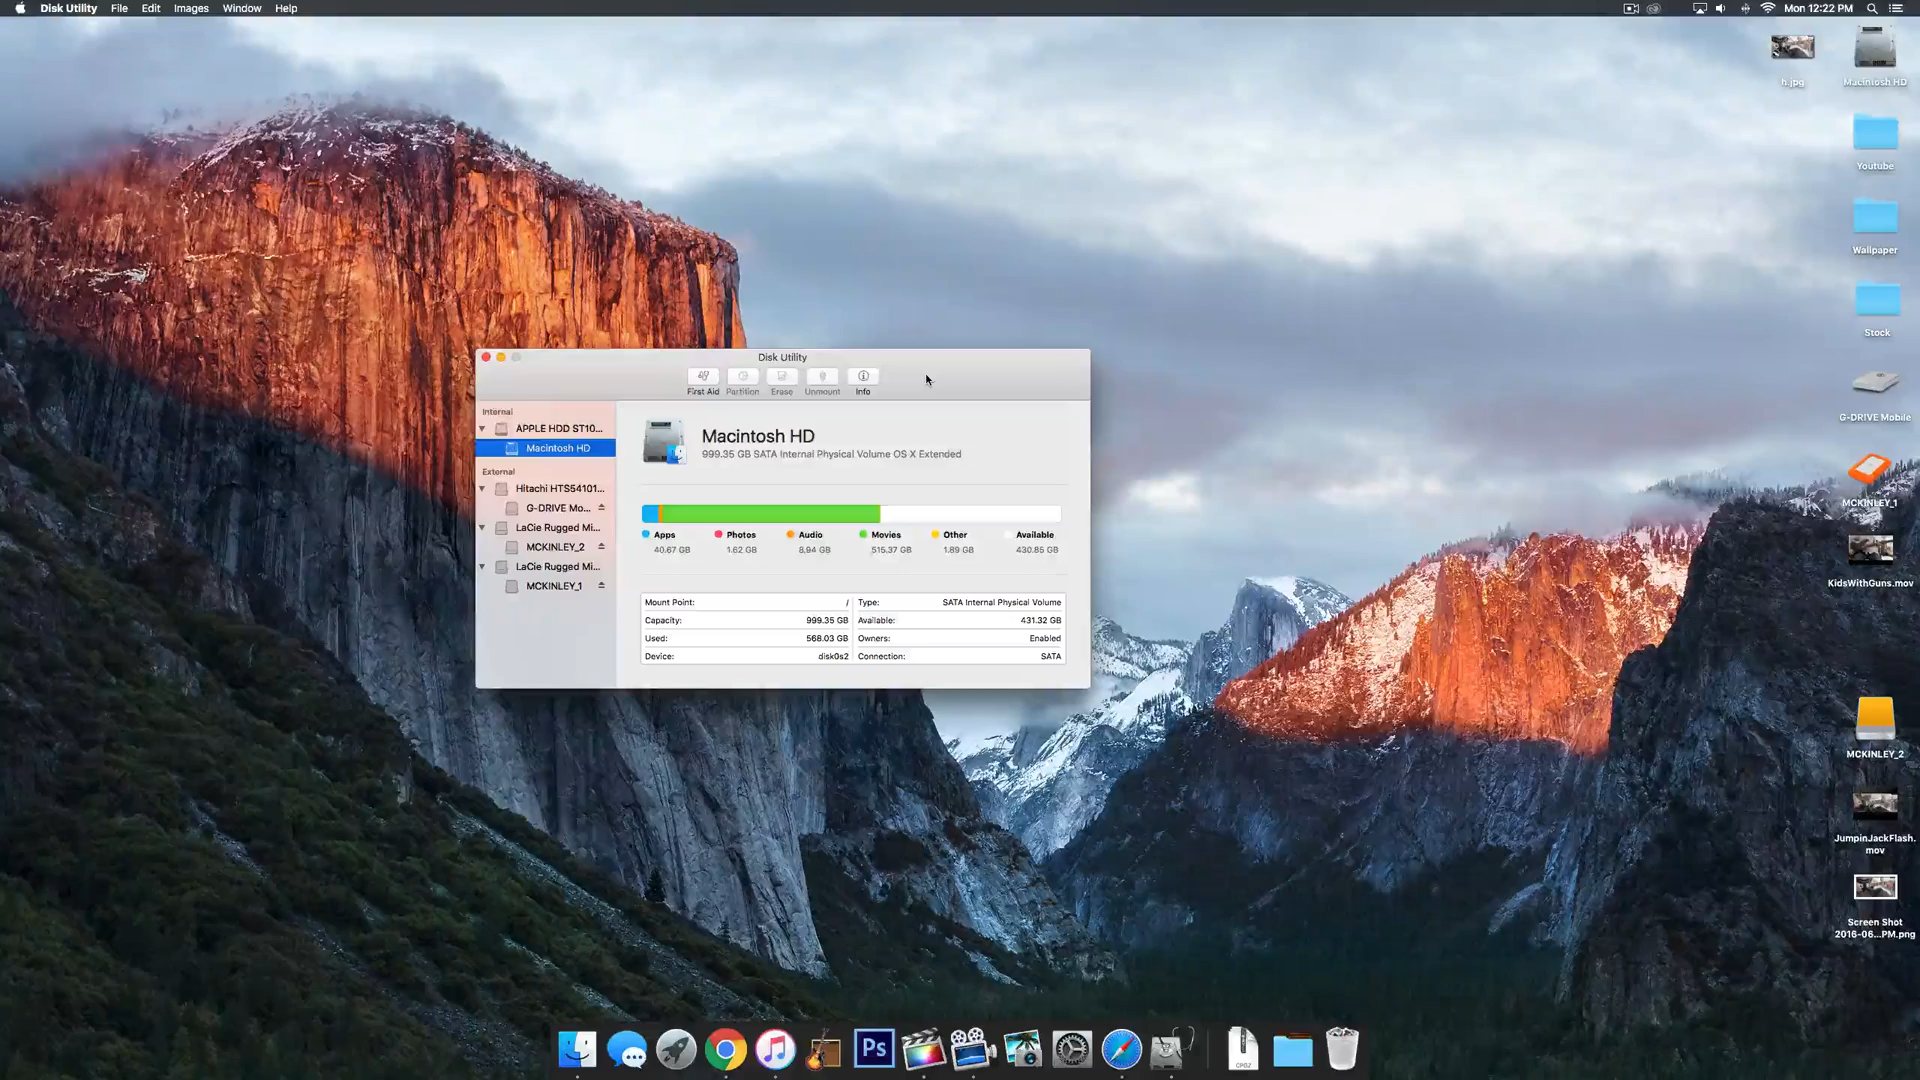 Disk Utility File Edit Images Window Help Mon 12:22 PM
h.jpg
Macintosh HD
Youtube
Wallpaper
Stock
G-DRIVE Mobile
MCKINLEY_1
KidsWithGuns.mov
MCKINLEY_2
JumpinJackFlash.
mov
Screen Shot
2016-06...PM.png
Disk Utility
First Aid Partition Erase Unmount Info
Internal
APPLE HDD ST10...
Macintosh HD
External
Hitachi HTS54101...
G-DRIVE Mo...
LaCie Rugged Mi...
MCKINLEY_2
LaCie Rugged Mi...
MCKINLEY_1
Macintosh HD
999.35 GB SATA Internal Physical Volume OS X Extended
Apps Photos Audio Movies Other Available
40.67 GB 1.62 GB 8.94 GB 515.37 GB 1.89 GB 430.85 GB
Mount Point: / Type: SATA Internal Physical Volume
Capacity: 999.35 GB Available: 431.32 GB
Used: 568.03 GB Owners: Enabled
Device: disk0s2 Connection: SATA
Ps
CPGZ